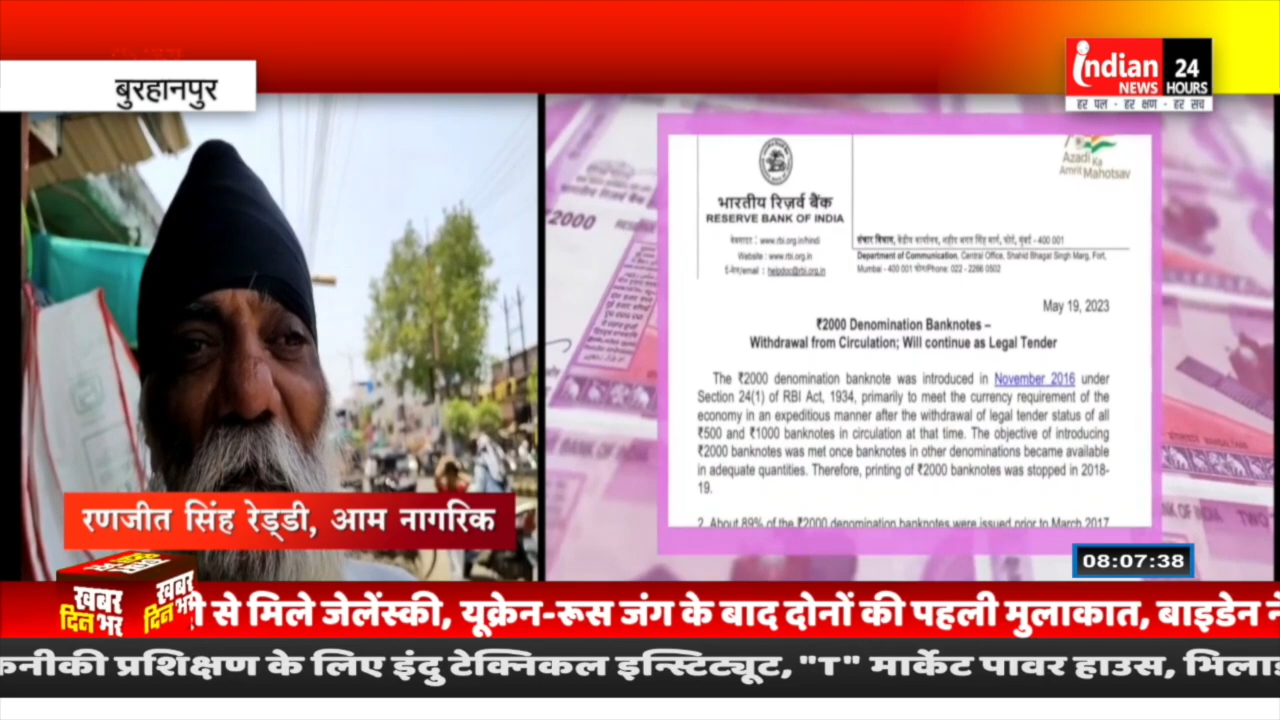 बुरहानपुर
indian
NEWS
24
HOURS
हर पल • हर क्षण • हर सच
₹2000
Azadi Ka
Amrit Mahotsav
भारतीय रिज़र्व बैंक
RESERVE BANK OF INDIA
वेबसाइट : www.rbi.org.in/hindi
Website : www.rbi.org.in
ई-मेल/email : helpdoc@rbi.org.in
संचार विभाग, केंद्रीय कार्यालय, शहीद भगत सिंह मार्ग, फोर्ट, मुंबई - 400 001
Department of Communication, Central Office, Shahid Bhagat Singh Marg, Fort,
Mumbai - 400 001 फोन/Phone: 022 - 2266 0502
May 19, 2023
₹2000 Denomination Banknotes –
Withdrawal from Circulation; Will continue as Legal Tender
The ₹2000 denomination banknote was introduced in November 2016 under
Section 24(1) of RBI Act, 1934, primarily to meet the currency requirement of the
economy in an expeditious manner after the withdrawal of legal tender status of all
₹500 and ₹1000 banknotes in circulation at that time. The objective of introducing
₹2000 banknotes was met once banknotes in other denominations became available
in adequate quantities. Therefore, printing of ₹2000 banknotes was stopped in 2018-
19.
2. About 89% of the ₹2000 denomination banknotes were issued prior to March 2017
रणजीत सिंह रेड्डी, आम नागरिक
08:07:38
खबर
दिन भर
खबर
दिन भर
से मिले जेलेंस्की, यूक्रेन-रूस जंग के बाद दोनों की पहली मुलाकात, बाइडेन ने
कनीकी प्रशिक्षण के लिए इंदु टेक्निकल इन्स्टिट्यूट, "T" मार्केट पावर हाउस, भिलाई